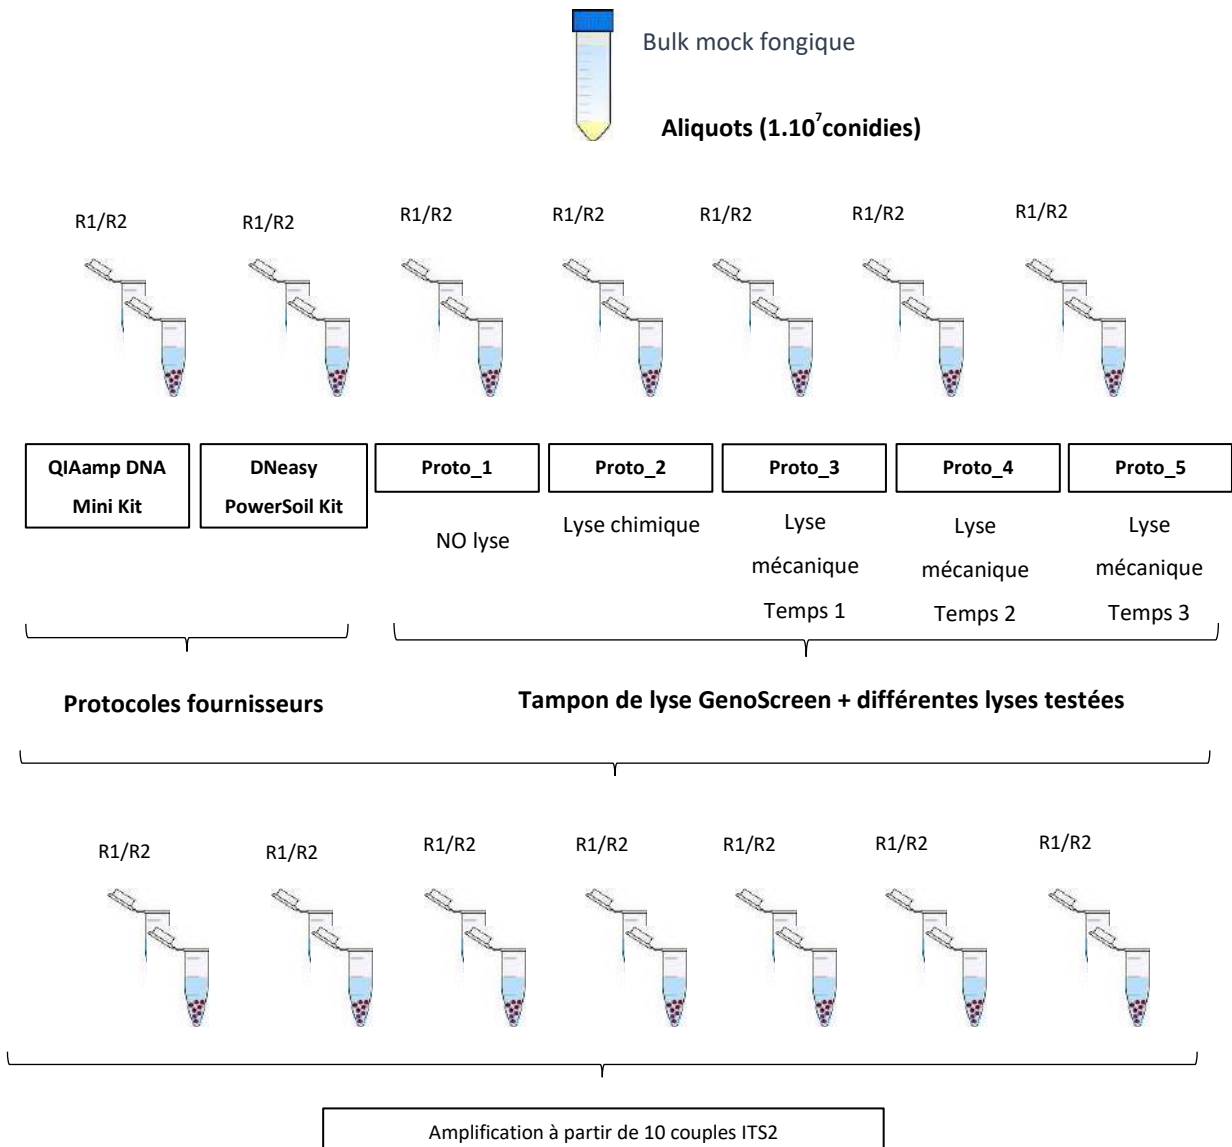 Bulk mock fongique
Aliquots (1.10⁷conidies)
R1/R2 R1/R2 R1/R2 R1/R2 R1/R2 R1/R2 R1/R2
QIAamp DNA
Mini Kit
DNeasy
PowerSoil Kit
Proto_1
NO lyse
Proto_2
Lyse chimique
Proto_3
Lyse
mécanique
Temps 1
Proto_4
Lyse
mécanique
Temps 2
Proto_5
Lyse
mécanique
Temps 3
Protocoles fournisseurs
Tampon de lyse GenoScreen + différentes lyses testées
R1/R2 R1/R2 R1/R2 R1/R2 R1/R2 R1/R2 R1/R2
Amplification à partir de 10 couples ITS2